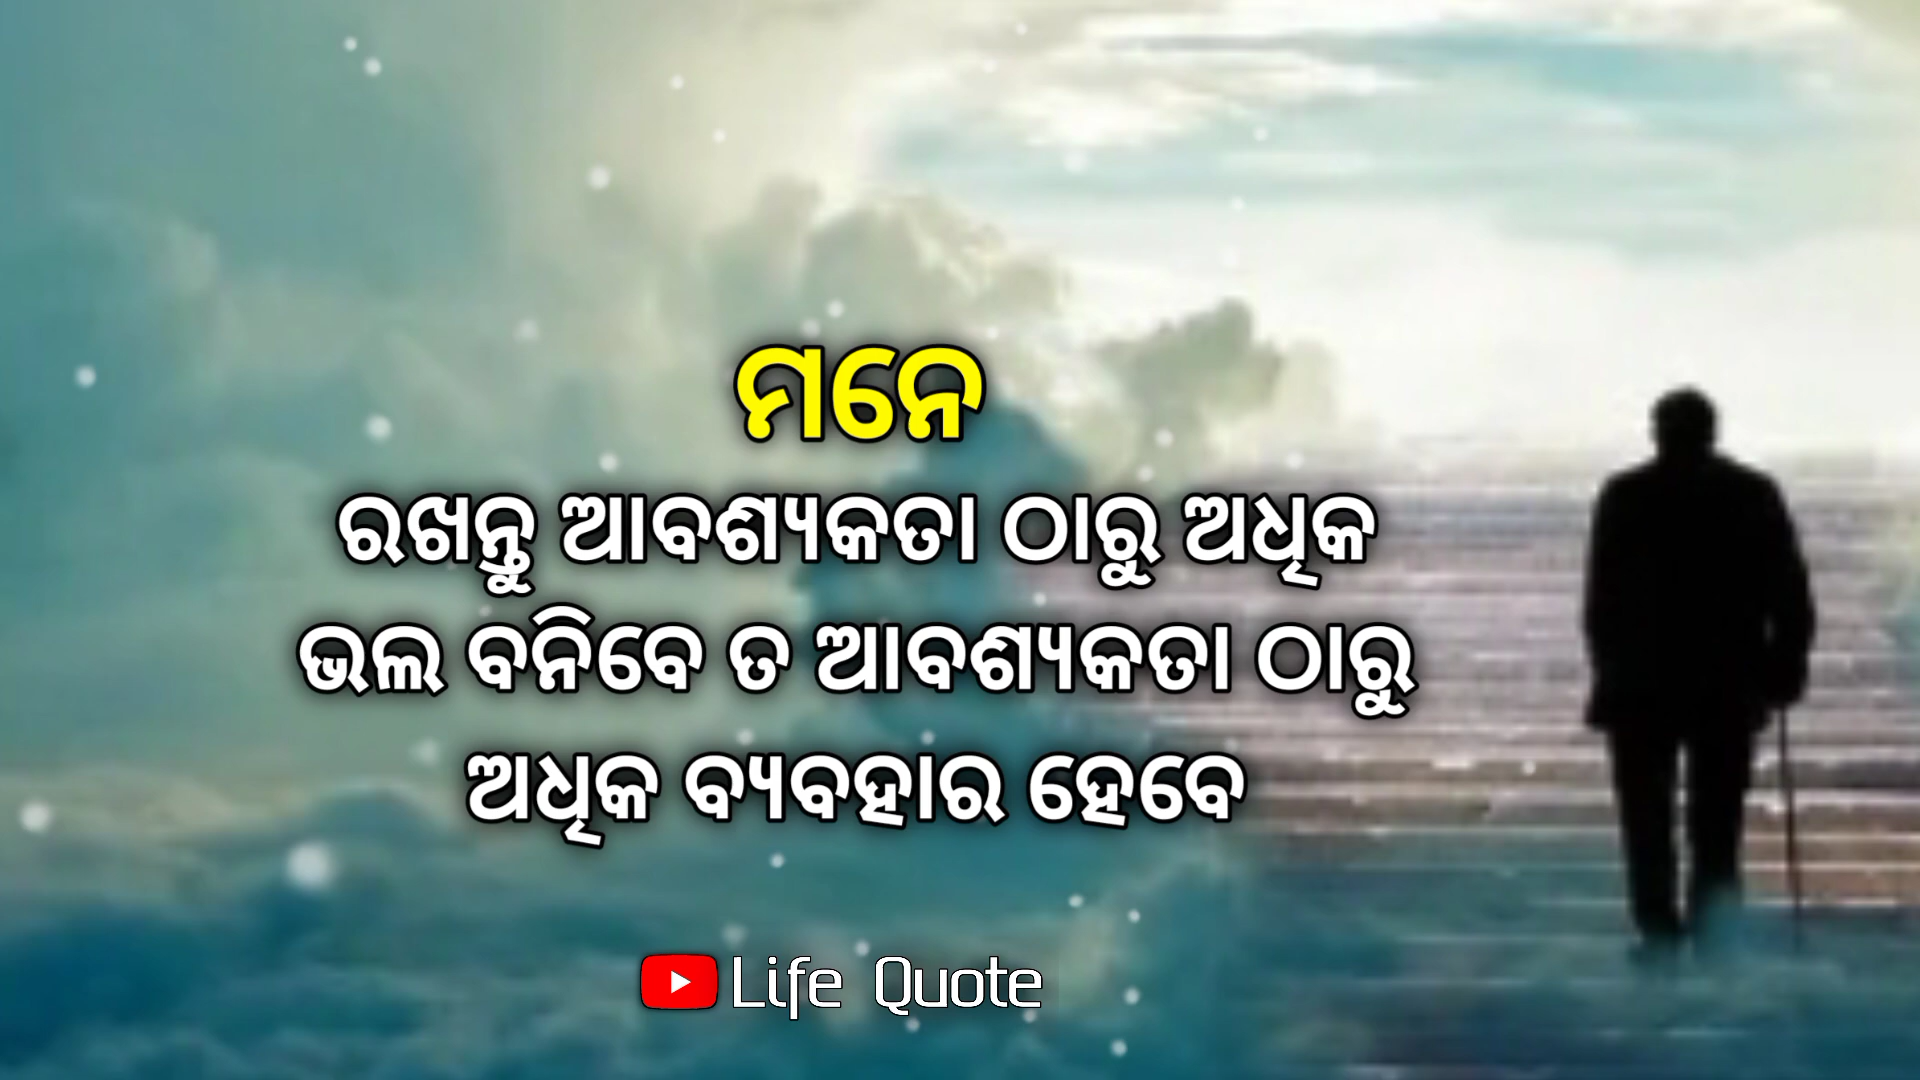 ମନେ
ରଖନ୍ତୁ ଆବଶ୍ୟକତା ଠାରୁ ଅଧିକ
ଭଲ ବନିବେ ତ ଆବଶ୍ୟକତା ଠାରୁ
ଅଧିକ ବ୍ୟବହାର ହେବେ
Life Quote